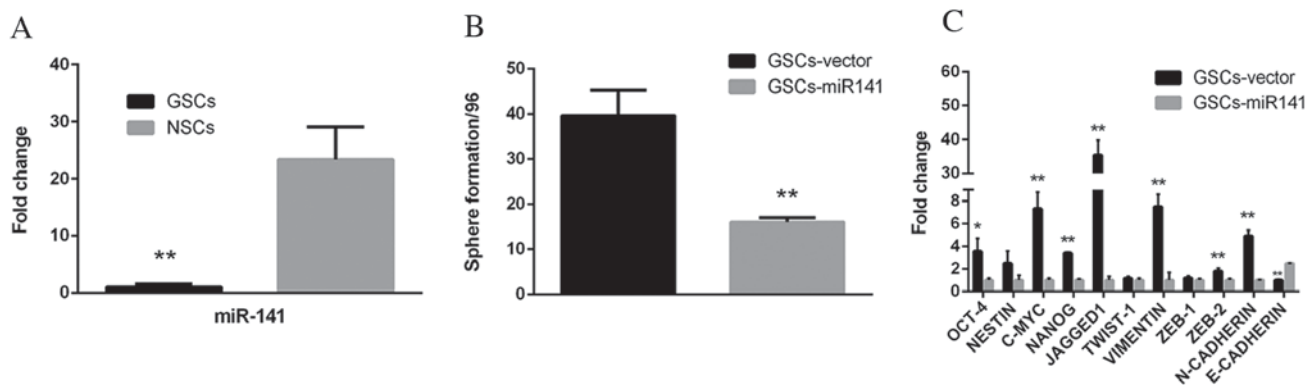 A
Fold change
40
30
20
10
0
GSCs
NSCs
**
miR-141
B
Sphere formation/96
50
40
30
20
10
0
GSCs-vector
GSCs-miR141
**
C
Fold change
60
50
40
30
20
8
6
4
2
0
GSCs-vector
GSCs-miR141
*
**
**
**
**
**
**
**
OCT-4
NESTIN
C-MYC
NANOG
JAGGED1
TWIST-1
VIMENTIN
ZEB-1
ZEB-2
N-CADHERIN
E-CADHERIN